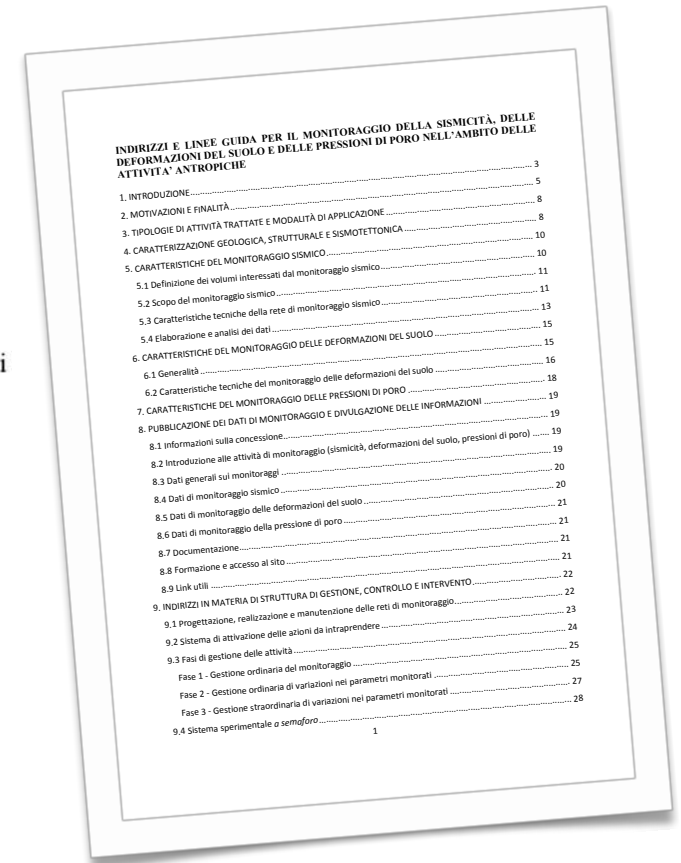 INDIRIZZI E LINEE GUIDA PER IL MONITORAGGIO DELLA SISMICITÀ, DELLE
DEFORMAZIONI DEL SUOLO E DELLE PRESSIONI DI PORO NELL'AMBITO DELLE
ATTIVITA' ANTROPICHE
1. INTRODUZIONE 3
2. MOTIVAZIONI E FINALITÀ 5
3. TIPOLOGIE DI ATTIVITÀ TRATTATE E MODALITÀ DI APPLICAZIONE 8
4. CARATTERIZZAZIONE GEOLOGICA, STRUTTURALE E SISMOTETTONICA 8
5. CARATTERISTICHE DEL MONITORAGGIO SISMICO 10
5.1 Definizione dei volumi interessati dal monitoraggio sismico 10
5.2 Scopo del monitoraggio sismico 11
5.3 Caratteristiche tecniche della rete di monitoraggio sismico 11
5.4 Elaborazione e analisi dei dati 13
6. CARATTERISTICHE DEL MONITORAGGIO DELLE DEFORMAZIONI DEL SUOLO 15
6.1 Generalità 15
6.2 Caratteristiche tecniche del monitoraggio delle deformazioni del suolo 16
7. CARATTERISTICHE DEL MONITORAGGIO DELLE PRESSIONI DI PORO 18
8. PUBBLICAZIONE DEI DATI DI MONITORAGGIO E DIVULGAZIONE DELLE INFORMAZIONI 19
8.1 Informazioni sulla concessione 19
8.2 Introduzione alle attività di monitoraggio (sismicità, deformazioni del suolo, pressioni di poro) 19
8.3 Dati generali sui monitoraggi 19
8.4 Dati di monitoraggio sismico 20
8.5 Dati di monitoraggio delle deformazioni del suolo 20
8.6 Dati di monitoraggio della pressione di poro 21
8.7 Documentazione 21
8.8 Formazione e accesso al sito 21
8.9 Link utili 21
9. INDIRIZZI IN MATERIA DI STRUTTURA DI GESTIONE, CONTROLLO E INTERVENTO 22
9.1 Progettazione, realizzazione e manutenzione delle reti di monitoraggio 22
9.2 Sistema di attivazione delle azioni da intraprendere 23
9.3 Fasi di gestione delle attività 24
Fase 1 - Gestione ordinaria del monitoraggio 25
Fase 2 - Gestione ordinaria di variazioni nei parametri monitorati 25
Fase 3 - Gestione straordinaria di variazioni nei parametri monitorati 27
9.4 Sistema sperimentale a semaforo 28
1
i